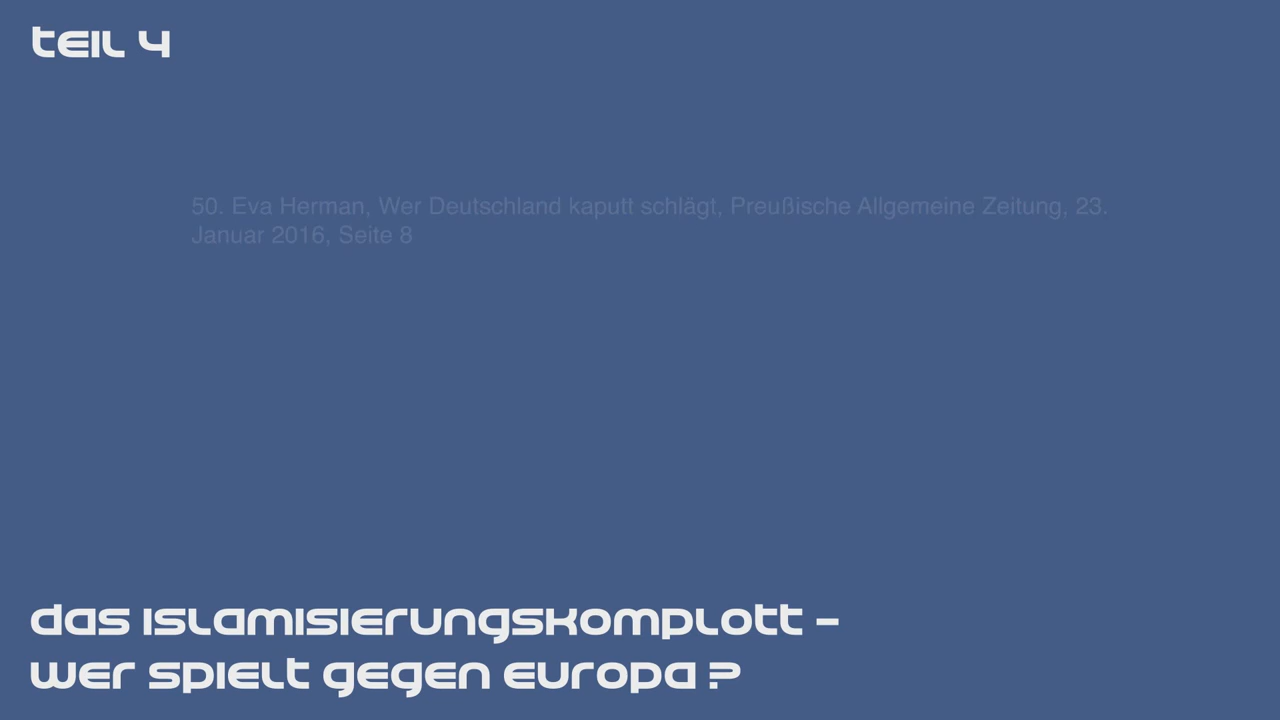 Teil 4
50. Eva Herman, Wer Deutschland kaputt schlägt, Preußische Allgemeine Zeitung, 23.
Januar 2016, Seite 8
das Islamisierungskomplott –
wer spielt gegen Europa ?